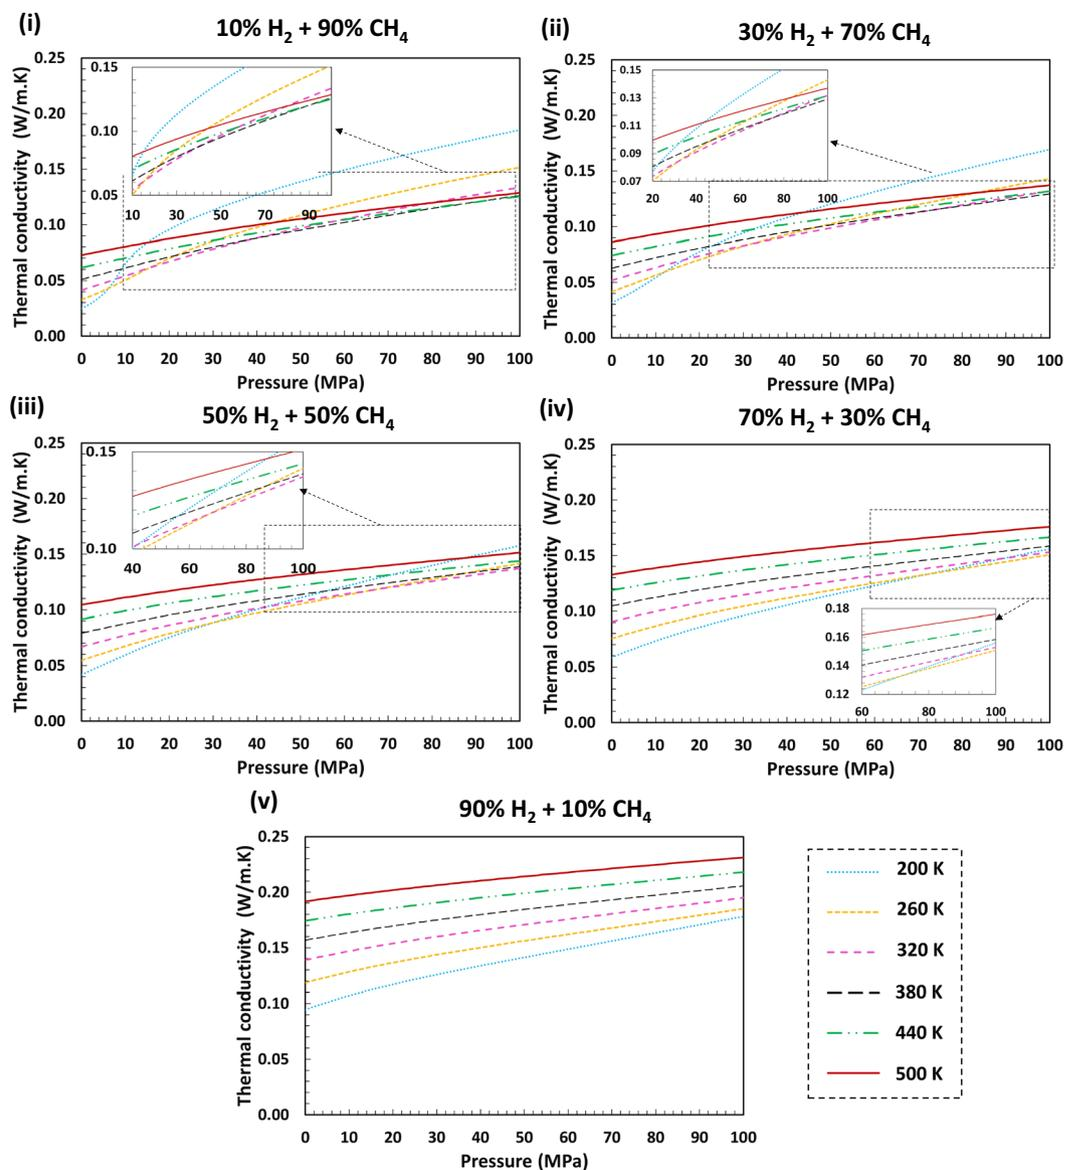 (i)
10% H2 + 90% CH4
Thermal conductivity (W/m.K)
0.25
0.20
0.15
0.10
0.05
0.00
0.15
0.10
0.05
10 30 50 70 90
0 10 20 30 40 50 60 70 80 90 100
Pressure (MPa)
(ii)
30% H2 + 70% CH4
Thermal conductivity (W/m.K)
0.25
0.20
0.15
0.10
0.05
0.00
0.15
0.13
0.11
0.09
0.07
20 40 60 80 100
0 10 20 30 40 50 60 70 80 90 100
Pressure (MPa)
(iii)
50% H2 + 50% CH4
Thermal conductivity (W/m.K)
0.25
0.20
0.15
0.10
0.05
0.00
0.15
0.10
40 60 80 100
0 10 20 30 40 50 60 70 80 90 100
Pressure (MPa)
(iv)
70% H2 + 30% CH4
Thermal conductivity (W/m.K)
0.25
0.20
0.15
0.10
0.05
0.00
0.18
0.16
0.14
0.12
60 80 100
0 10 20 30 40 50 60 70 80 90 100
Pressure (MPa)
(v)
90% H2 + 10% CH4
Thermal conductivity (W/m.K)
0.25
0.20
0.15
0.10
0.05
0.00
0 10 20 30 40 50 60 70 80 90 100
Pressure (MPa)
200 K
260 K
320 K
380 K
440 K
500 K